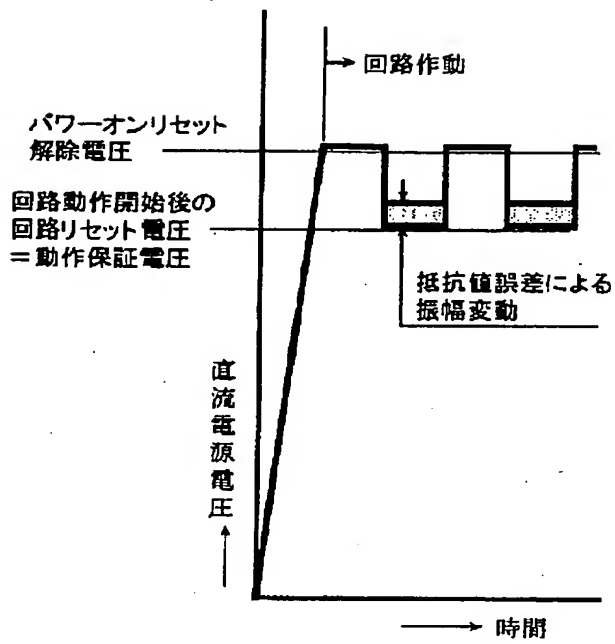 回路作動
パワーオンリセット
解除電圧
回路動作開始後の
回路リセット電圧
＝動作保証電圧
抵抗値誤差による
振幅変動
直流電源電圧
時間